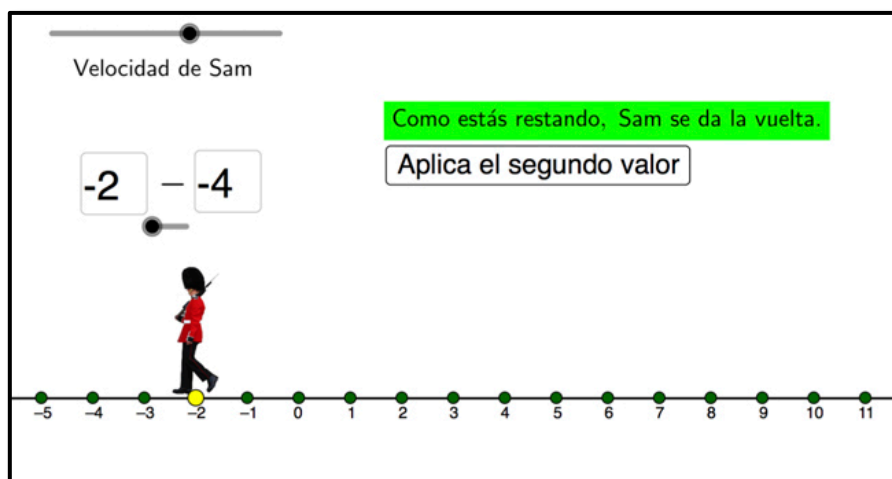 Velocidad de Sam
Como estás restando, Sam se da la vuelta.
Aplica el segundo valor
-2 − -4
−5 −4 −3 −2 −1 0 1 2 3 4 5 6 7 8 9 10 11